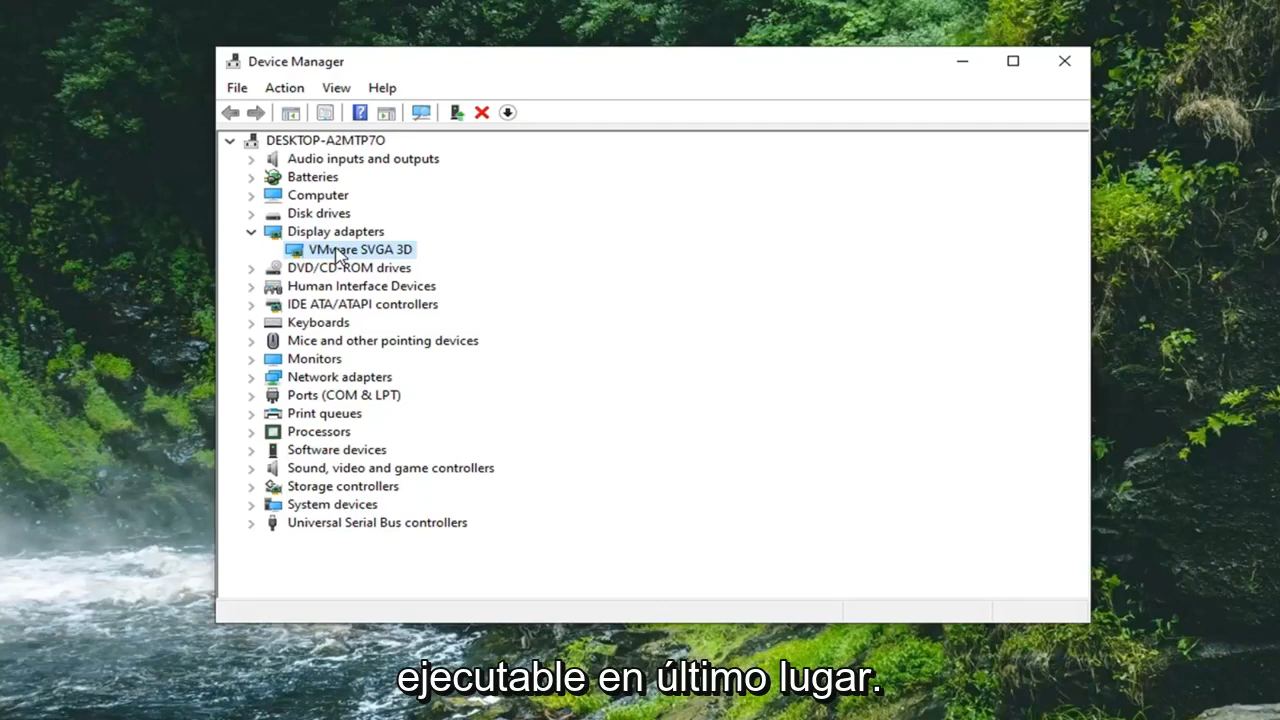 Device Manager
File Action View Help
DESKTOP-A2MTP7O
Audio inputs and outputs
Batteries
Computer
Disk drives
Display adapters
VMware SVGA 3D
DVD/CD-ROM drives
Human Interface Devices
IDE ATA/ATAPI controllers
Keyboards
Mice and other pointing devices
Monitors
Network adapters
Ports (COM & LPT)
Print queues
Processors
Software devices
Sound, video and game controllers
Storage controllers
System devices
Universal Serial Bus controllers
ejecutable en último lugar.